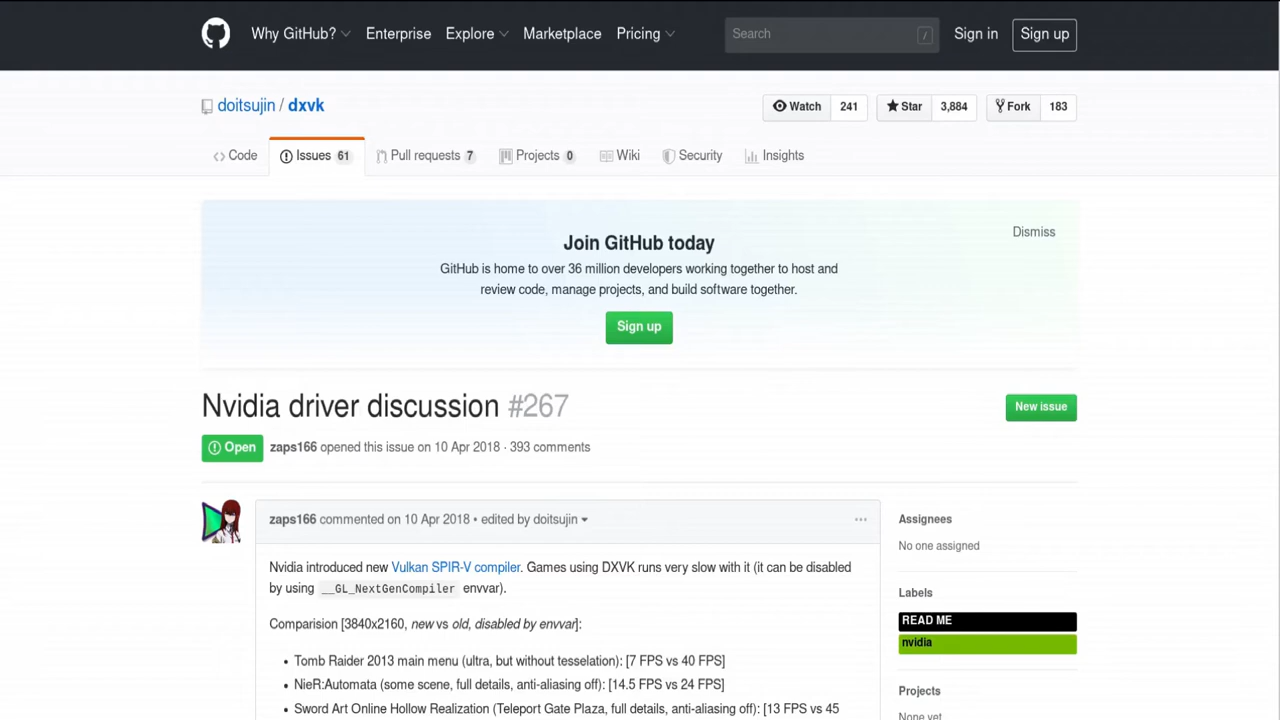 Why GitHub? Enterprise Explore Marketplace Pricing Search / Sign in Sign up
doitsujin / dxvk Watch 241 Star 3,884 Fork 183
Code Issues 61 Pull requests 7 Projects 0 Wiki Security Insights
Dismiss
Join GitHub today
GitHub is home to over 36 million developers working together to host and
review code, manage projects, and build software together.
Sign up
Nvidia driver discussion #267 New issue
Open zaps166 opened this issue on 10 Apr 2018 · 393 comments
zaps166 commented on 10 Apr 2018 • edited by doitsujin
Nvidia introduced new Vulkan SPIR-V compiler. Games using DXVK runs very slow with it (it can be disabled
by using __GL_NextGenCompiler envvar).
Comparision [3840x2160, new vs old, disabled by envvar]:
• Tomb Raider 2013 main menu (ultra, but without tesselation): [7 FPS vs 40 FPS]
• NieR:Automata (some scene, full details, anti-aliasing off): [14.5 FPS vs 24 FPS]
• Sword Art Online Hollow Realization (Teleport Gate Plaza, full details, anti-aliasing off): [13 FPS vs 45
Assignees
No one assigned
Labels
READ ME
nvidia
Projects
None yet